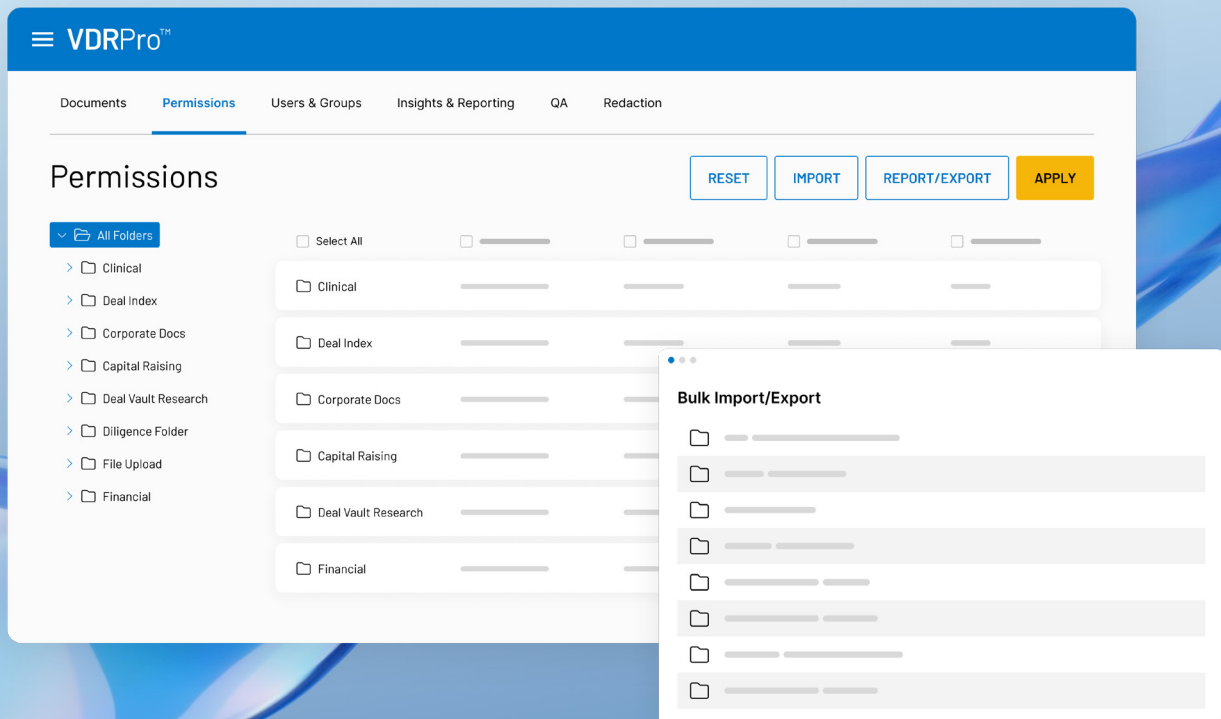 VDRPro™
Documents Permissions Users & Groups Insights & Reporting QA Redaction
Permissions
RESET IMPORT REPORT/EXPORT APPLY
All Folders
Clinical
Deal Index
Corporate Docs
Capital Raising
Deal Vault Research
Diligence Folder
File Upload
Financial
Select All
Clinical
Deal Index
Corporate Docs
Capital Raising
Deal Vault Research
Financial
Bulk Import/Export